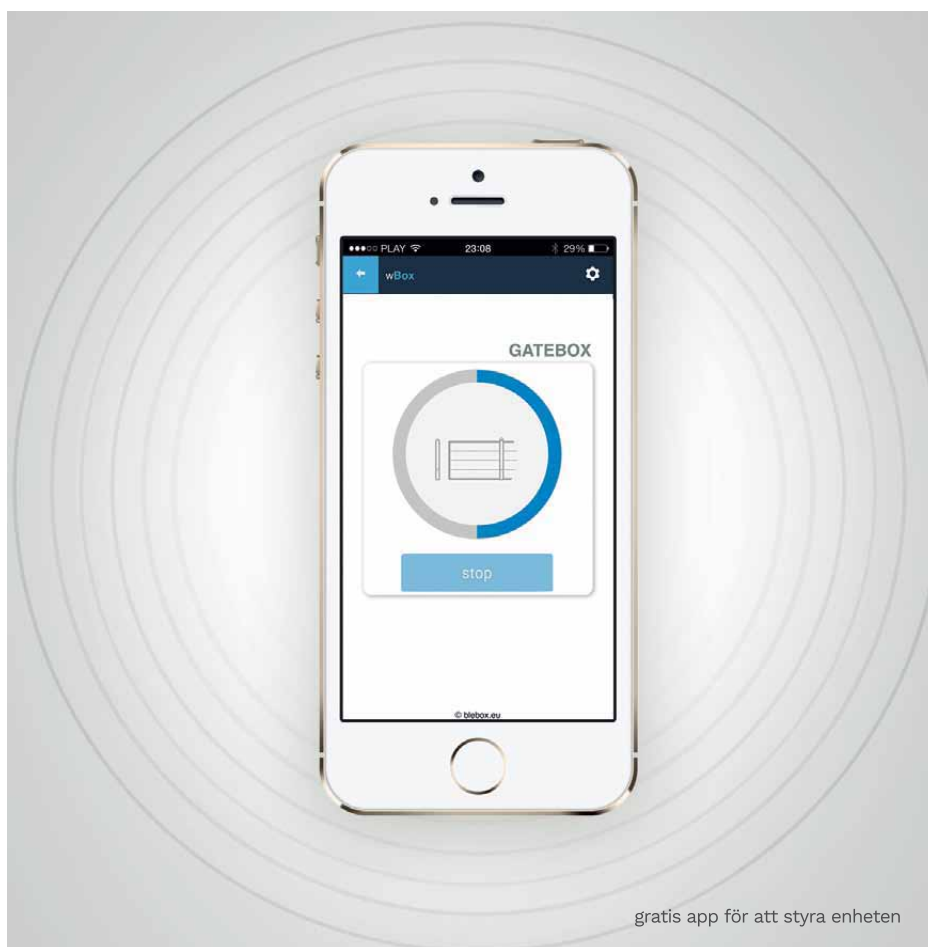 PLAY 23:08 29%
wBox
GATEBOX
stop
© blebox.eu
gratis app för att styra enheten